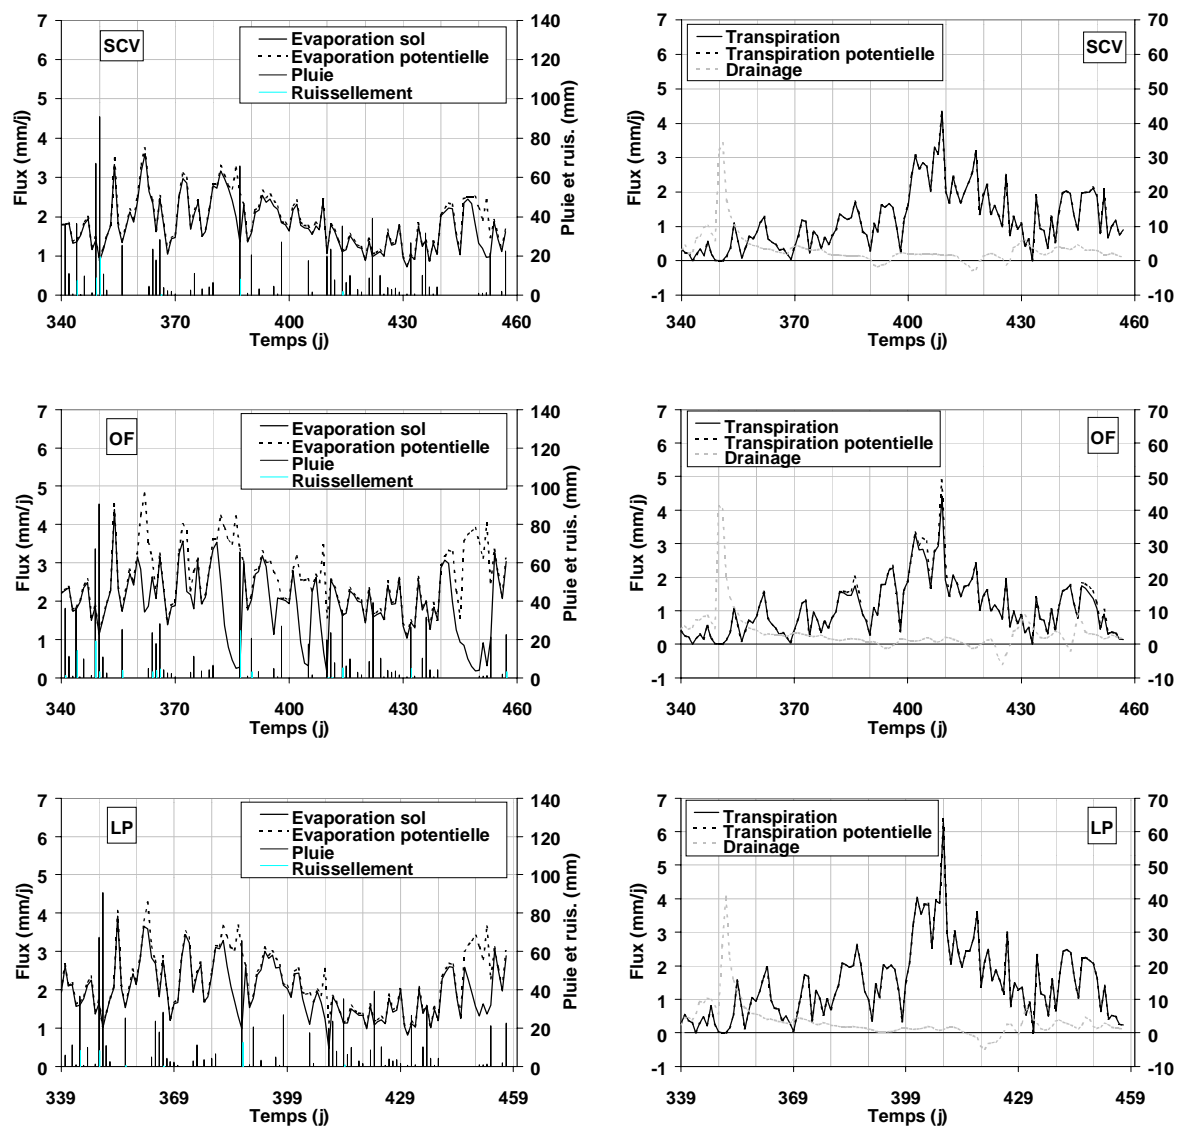 SCV
Evaporation sol
Evaporation potentielle
Pluie
Ruissellement
Flux (mm/j)
7
6
5
4
3
2
1
0
140
120
100
80
60
40
20
0
Pluie et ruis. (mm)
340 370 400 430 460
Temps (j)
Transpiration
Transpiration potentielle
Drainage
SCV
Flux (mm/j)
7
6
5
4
3
2
1
0
-1
70
60
50
40
30
20
10
0
-10
340 370 400 430 460
Temps (j)
OF
Evaporation sol
Evaporation potentielle
Pluie
Ruissellement
Flux (mm/j)
7
6
5
4
3
2
1
0
140
120
100
80
60
40
20
0
Pluie et ruis. (mm)
340 370 400 430 460
Temps (j)
Transpiration
Transpiration potentielle
Drainage
OF
Flux (mm/j)
7
6
5
4
3
2
1
0
-1
70
60
50
40
30
20
10
0
-10
340 370 400 430 460
Temps (j)
LP
Evaporation sol
Evaporation potentielle
Pluie
Ruissellement
Flux (mm/j)
7
6
5
4
3
2
1
0
140
120
100
80
60
40
20
0
Pluie et ruis. (mm)
339 369 399 429 459
Temps (j)
Transpiration
Transpiration potentielle
Drainage
LP
Flux (mm/j)
7
6
5
4
3
2
1
0
-1
70
60
50
40
30
20
10
0
-10
339 369 399 429 459
Temps (j)